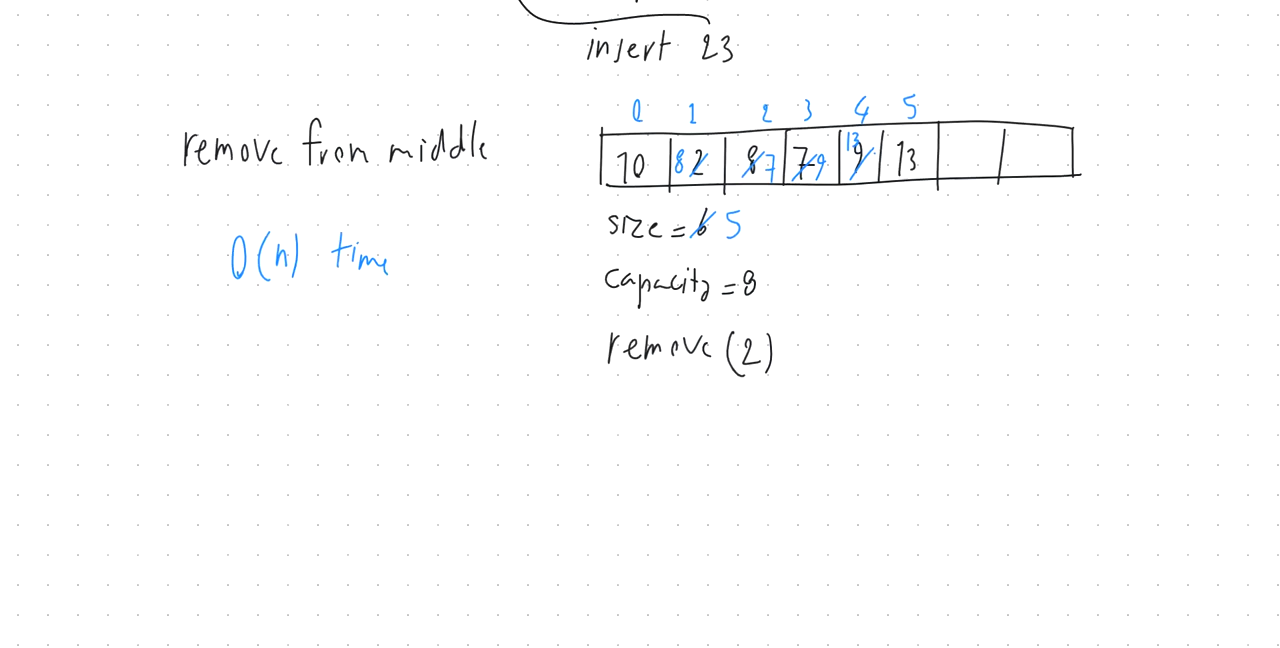 insert 23
0 1 2 3 4 5
remove from middle
10 8 2 8 7 7 9 13 9 13
size = 6 5
O(n) time
capacity = 8
remove (2)